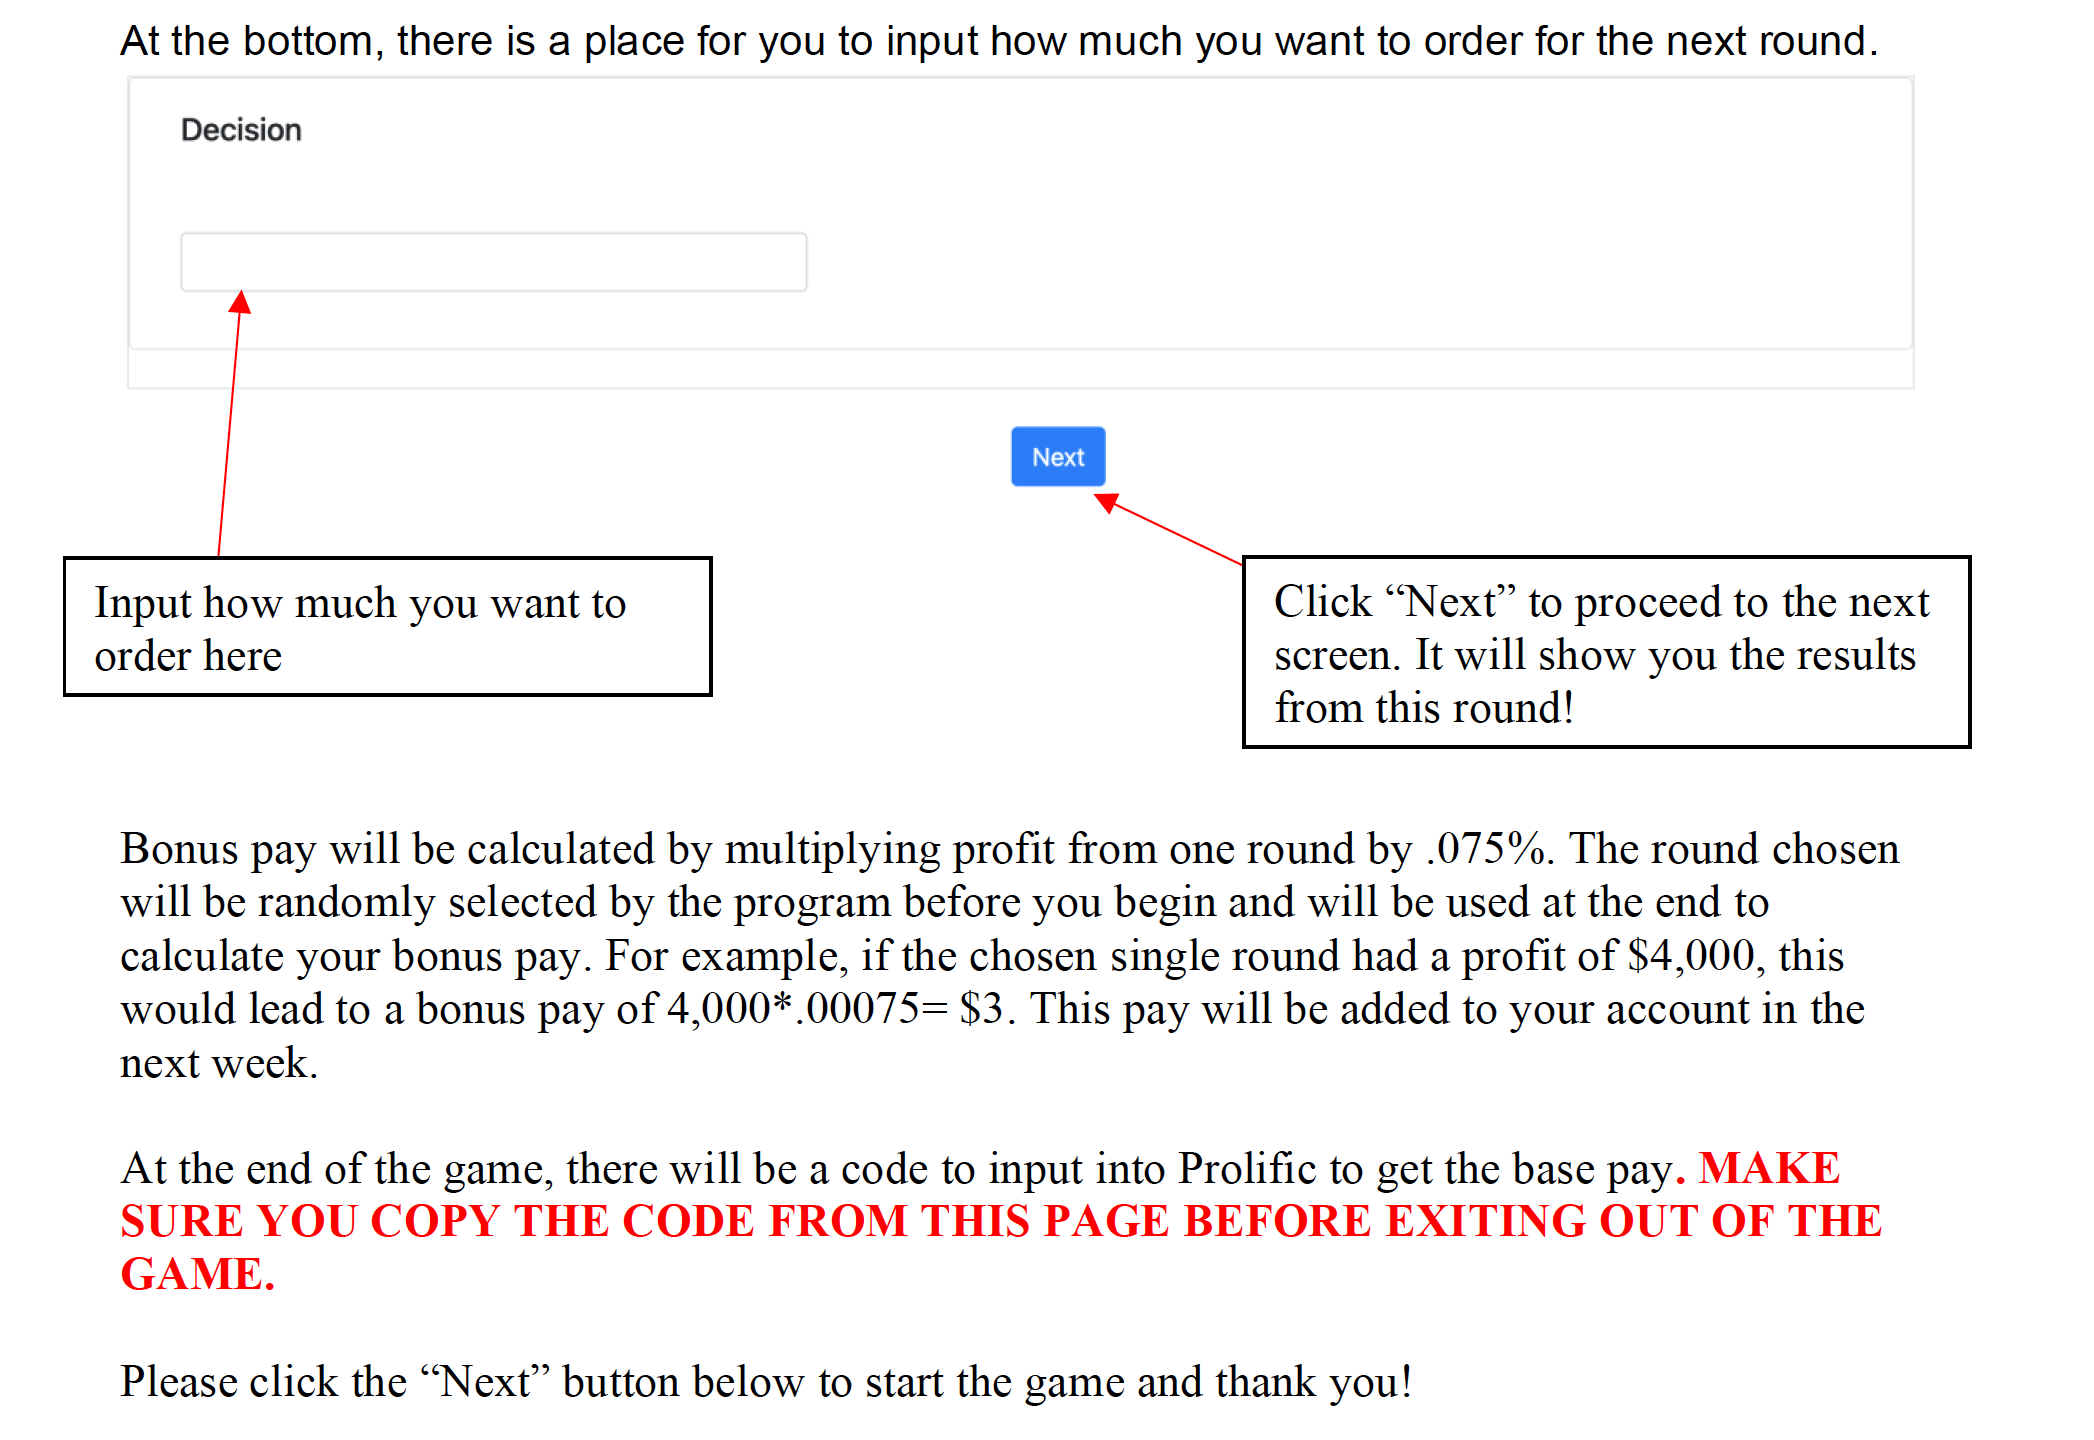 At the bottom, there is a place for you to input how much you want to order for the next round.
Decision
Next
Input how much you want to
order here
Click “Next” to proceed to the next
screen. It will show you the results
from this round!
Bonus pay will be calculated by multiplying profit from one round by .075%. The round chosen
will be randomly selected by the program before you begin and will be used at the end to
calculate your bonus pay. For example, if the chosen single round had a profit of $4,000, this
would lead to a bonus pay of 4,000*.00075= $3. This pay will be added to your account in the
next week.
At the end of the game, there will be a code to input into Prolific to get the base pay. MAKE
SURE YOU COPY THE CODE FROM THIS PAGE BEFORE EXITING OUT OF THE
GAME.
Please click the “Next” button below to start the game and thank you!